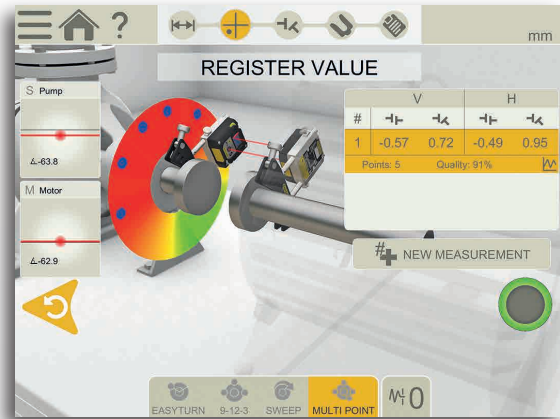 ?
mm
REGISTER VALUE
S Pump
∡-63.8
M Motor
∡-62.9
V H
#
1 -0.57 0.72 -0.49 0.95
Points: 5 Quality: 91%
# NEW MEASUREMENT
EASYTURN 9-12-3 SWEEP MULTI POINT
0